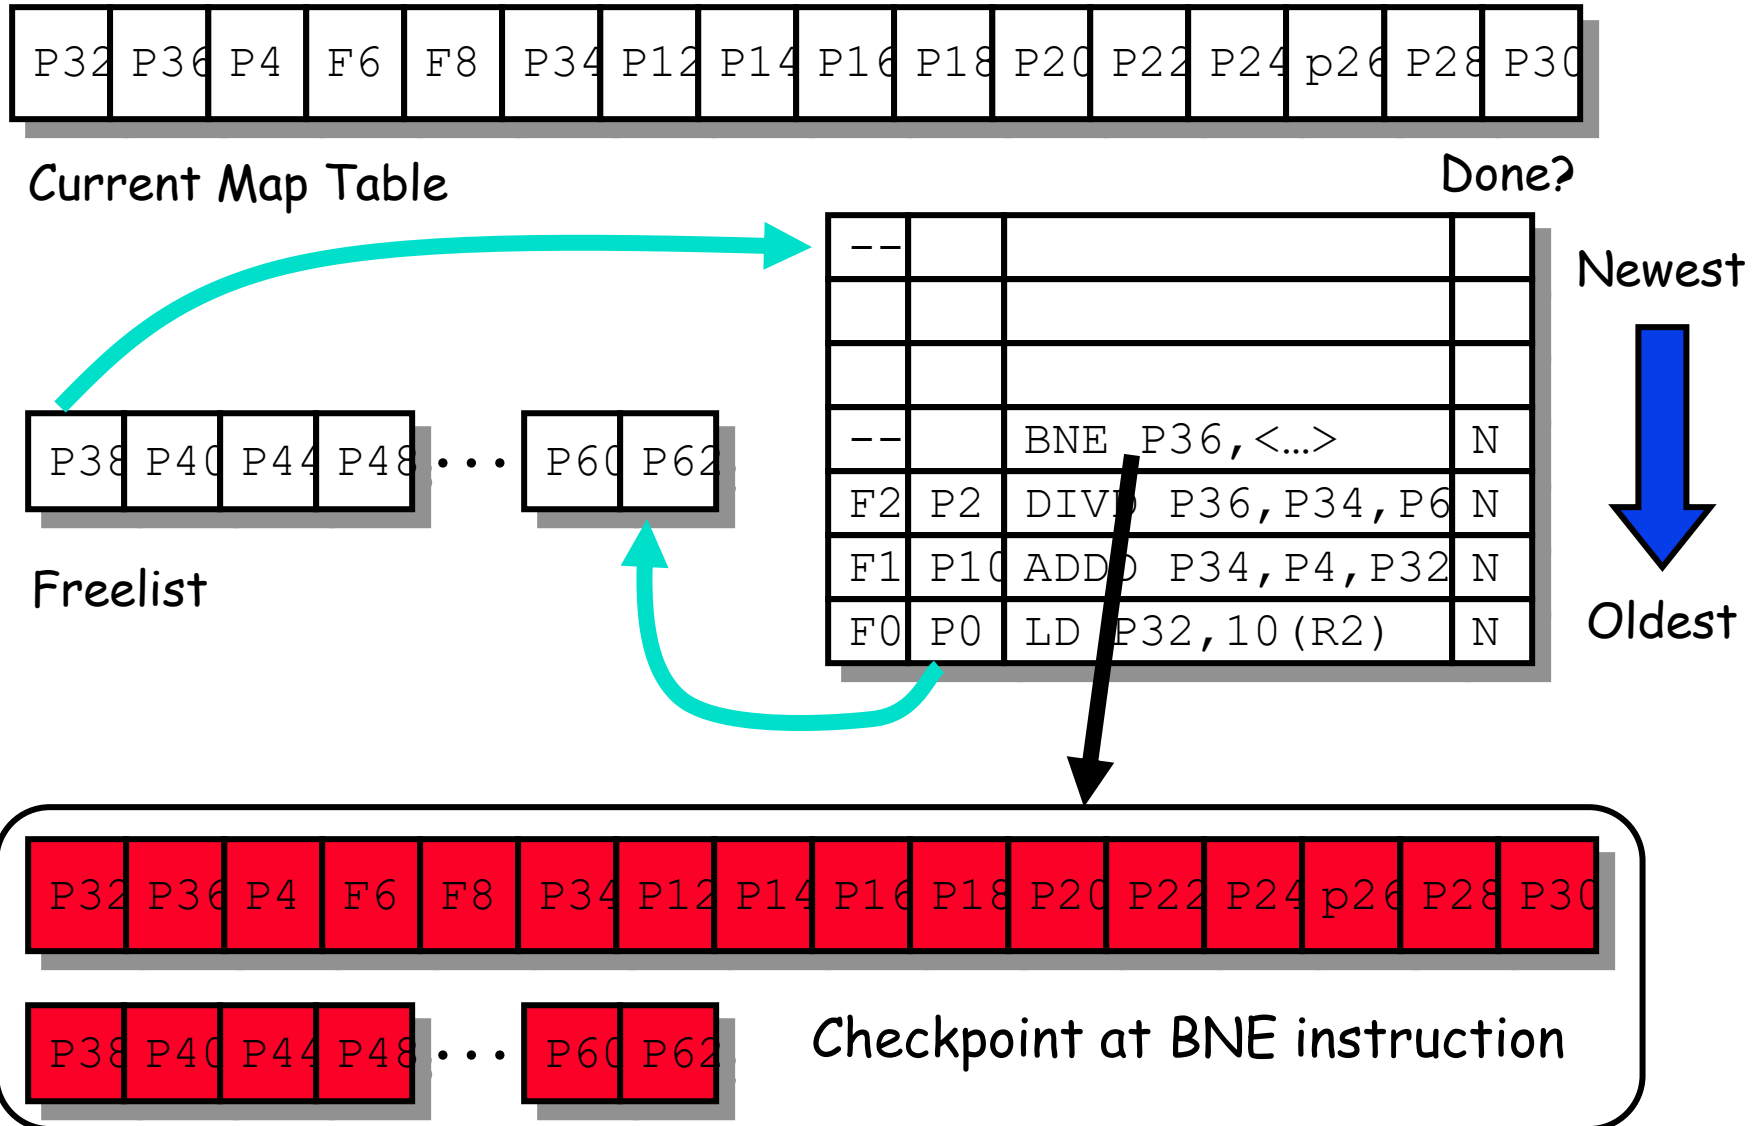 P32 P36 P4 F6 F8 P34 P12 P14 P16 P18 P20 P22 P24 p26 P28 P30
Current Map Table
Done?
--
Newest
-- BNE P36,<…> N
F2 P2 DIVD P36,P34,P6 N
F1 P10 ADDD P34,P4,P32 N
F0 P0 LD P32,10(R2) N
Oldest
P38 P40 P44 P48 ... P60 P62
Freelist
P32 P36 P4 F6 F8 P34 P12 P14 P16 P18 P20 P22 P24 p26 P28 P30
P38 P40 P44 P48 ... P60 P62
Checkpoint at BNE instruction